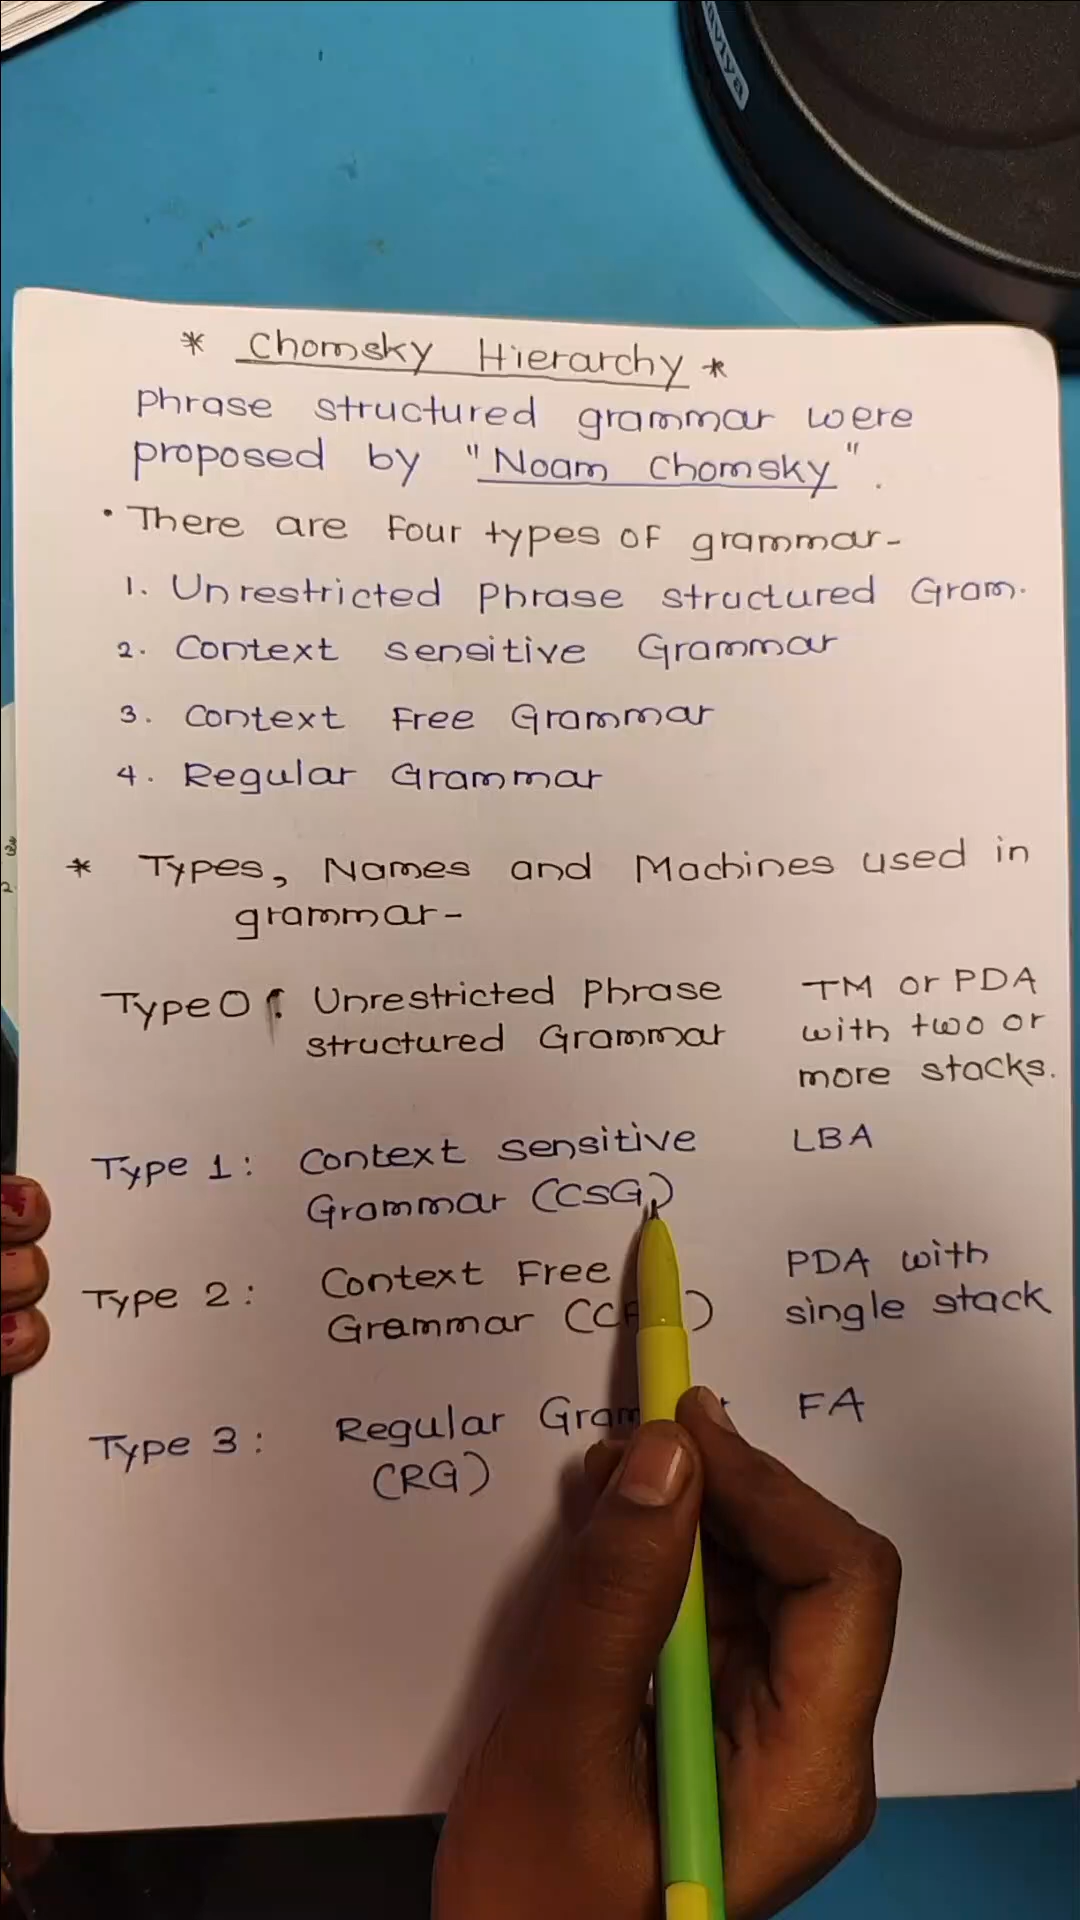 * Chomsky Hierarchy *
Phrase structured grammar were
proposed by "Noam Chomsky".
• There are Four types of grammar-
1. Unrestricted Phrase structured Gram.
2. Context sensitive Grammar
3. Context Free Grammar
4. Regular Grammar
* Types, Names and Machines used in
grammar-
Type 0 : Unrestricted Phrase TM or PDA
structured Grammar with two or
more stacks.
Type 1 : Context Sensitive LBA
Grammar (CSG)
Type 2 : Context Free PDA with
Grammar single stack
Type 3 : Regular FA
(RG)